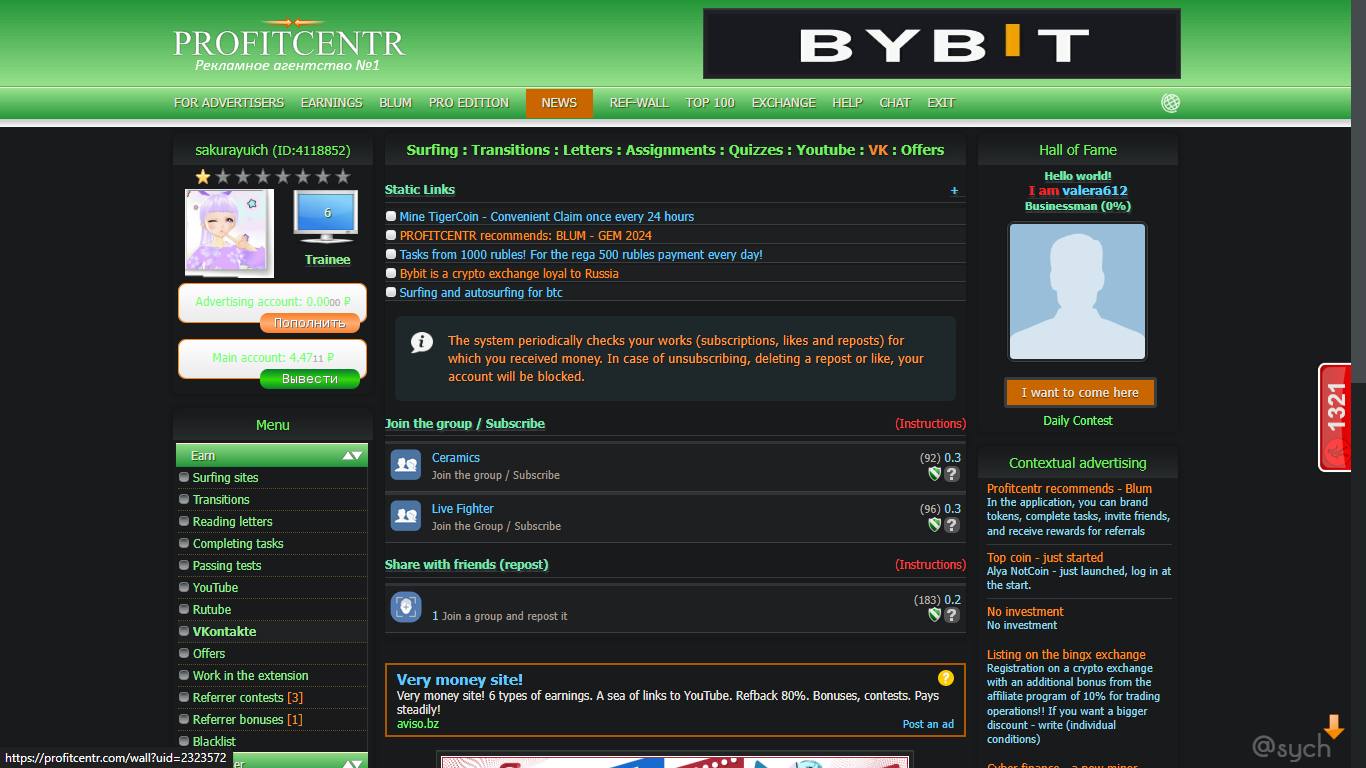 PROFITCENTR
Рекламное агентство №1
BYBIT
FOR ADVERTISERS EARNINGS BLUM PRO EDITION NEWS REF-WALL TOP 100 EXCHANGE HELP CHAT EXIT
sakurayuich (ID:4118852)
6
Trainee
Advertising account: 0.0000 ₽
Пополнить
Main account: 4.4711 ₽
Вывести
Menu
Earn
Surfing sites
Transitions
Reading letters
Completing tasks
Passing tests
YouTube
Rutube
VKontakte
Offers
Work in the extension
Referrer contests [3]
Referrer bonuses [1]
Blacklist
https://profitcentr.com/wall?uid=2323572
Surfing : Transitions : Letters : Assignments : Quizzes : Youtube : VK : Offers
Static Links +
Mine TigerCoin - Convenient Claim once every 24 hours
PROFITCENTR recommends: BLUM - GEM 2024
Tasks from 1000 rubles! For the rega 500 rubles payment every day!
Bybit is a crypto exchange loyal to Russia
Surfing and autosurfing for btc
The system periodically checks your works (subscriptions, likes and reposts) for
which you received money. In case of unsubscribing, deleting a repost or like, your
account will be blocked.
Join the group / Subscribe (Instructions)
Ceramics (92) 0.3
Join the group / Subscribe
Live Fighter (96) 0.3
Join the Group / Subscribe
Share with friends (repost) (Instructions)
(183) 0.2
1 Join a group and repost it
Very money site!
Very money site! 6 types of earnings. A sea of links to YouTube. Refback 80%. Bonuses, contests. Pays
steadily!
aviso.bz Post an ad
Hall of Fame
Hello world!
I am valera612
Businessman (0%)
I want to come here
Daily Contest
Contextual advertising
Profitcentr recommends - Blum
In the application, you can brand
tokens, complete tasks, invite friends,
and receive rewards for referrals
Top coin - just started
Alya NotCoin - just launched, log in at
the start.
No investment
No investment
Listing on the bingx exchange
Registration on a crypto exchange
with an additional bonus from the
affiliate program of 10% for trading
operations!! If you want a bigger
discount - write (individual
conditions)
Cyber finance - a new miner
1321
@sych